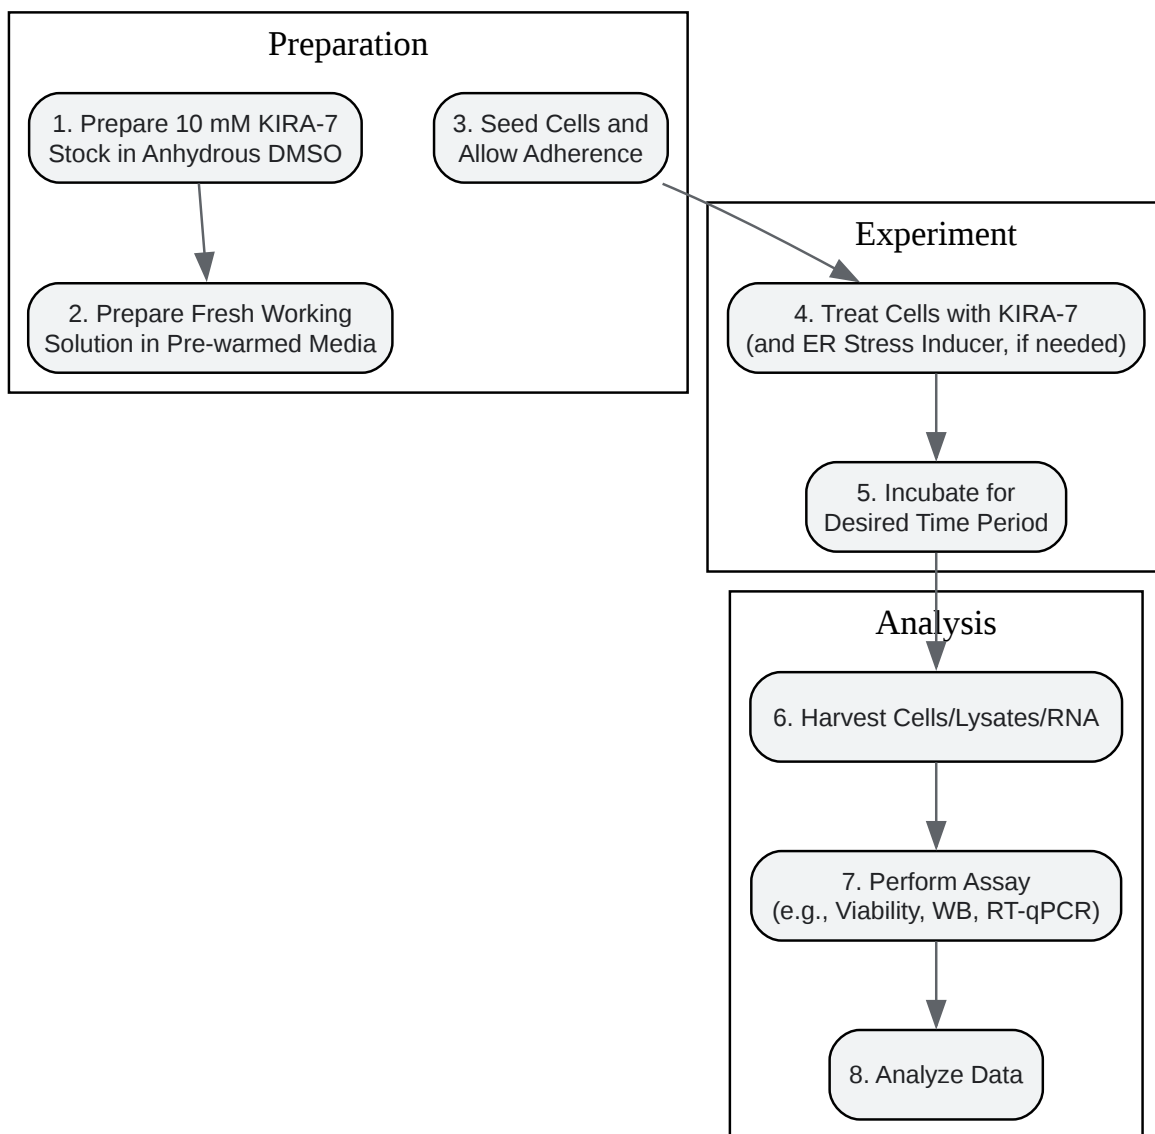 Preparation
1. Prepare 10 mM KIRA-7
Stock in Anhydrous DMSO
2. Prepare Fresh Working
Solution in Pre-warmed Media
3. Seed Cells and
Allow Adherence
Experiment
4. Treat Cells with KIRA-7
(and ER Stress Inducer, if needed)
5. Incubate for
Desired Time Period
Analysis
6. Harvest Cells/Lysates/RNA
7. Perform Assay
(e.g., Viability, WB, RT-qPCR)
8. Analyze Data